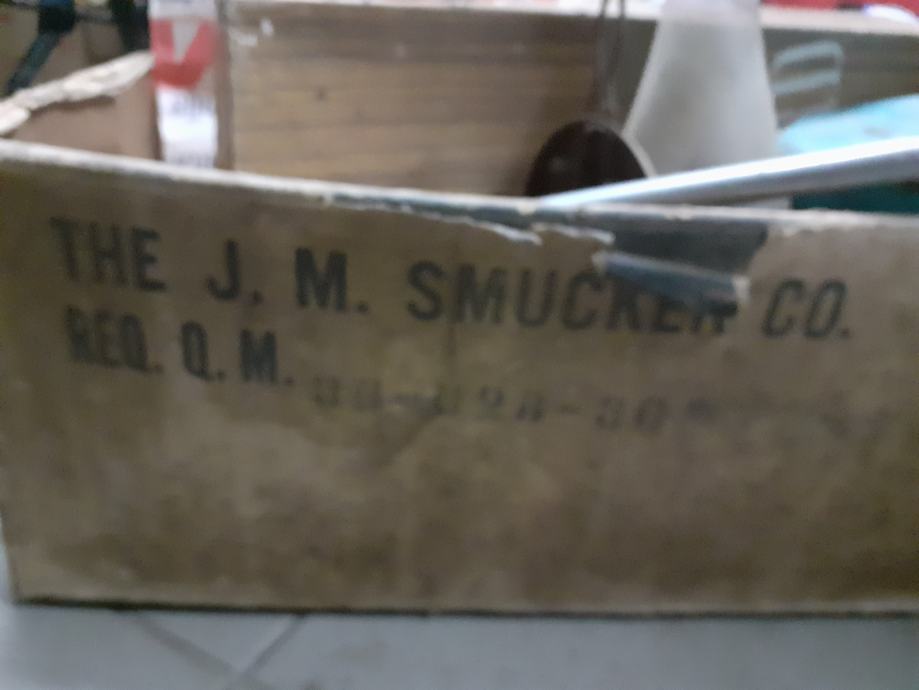 THE J. M. SMUCKER CO.
REQ. Q. M.